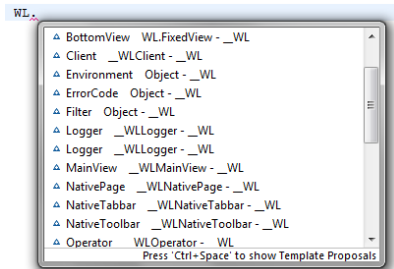 WL.
BottomView WL.FixedView - __WL
Client __WLClient - __WL
Environment Object - __WL
ErrorCode Object - __WL
Filter Object - __WL
Logger __WLLogger - __WL
Logger __WLLogger - __WL
MainView __WLMainView - __WL
NativePage __WLNativePage - __WL
NativeTabbar __WLNativeTabbar - __WL
NativeToolbar __WLNativeToolbar - __WL
Operator WLOperator - WL
Press 'Ctrl+Space' to show Template Proposals